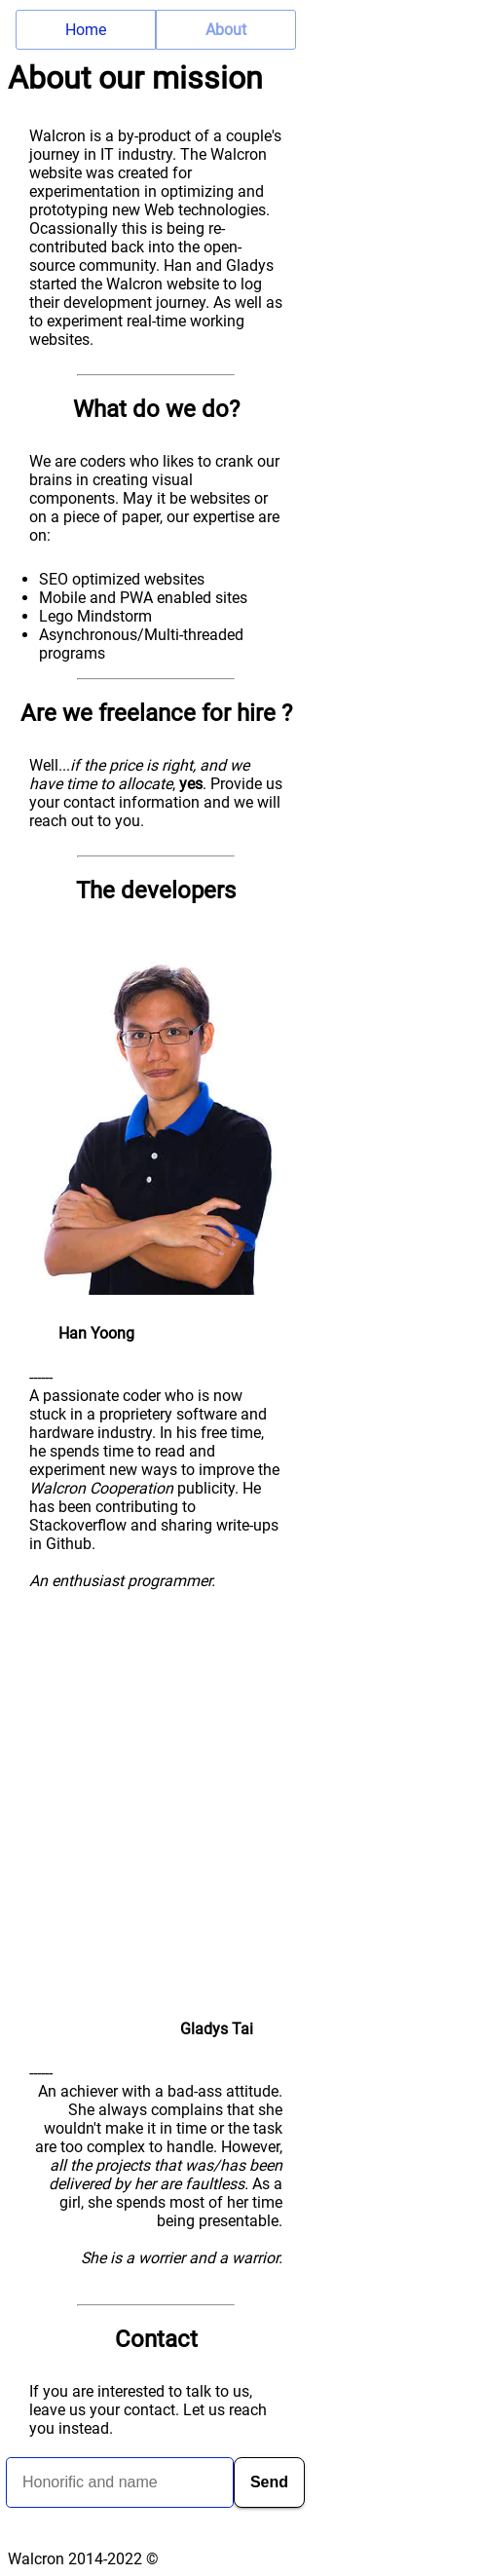 Home About
About our mission
Walcron is a by-product of a couple's
journey in IT industry. The Walcron
website was created for
experimentation in optimizing and
prototyping new Web technologies.
Ocassionally this is being re-
contributed back into the open-
source community. Han and Gladys
started the Walcron website to log
their development journey. As well as
to experiment real-time working
websites.
What do we do?
We are coders who likes to crank our
brains in creating visual
components. May it be websites or
on a piece of paper, our expertise are
on:
• SEO optimized websites
• Mobile and PWA enabled sites
• Lego Mindstorm
• Asynchronous/Multi-threaded
programs
Are we freelance for hire ?
Well...if the price is right, and we
have time to allocate, yes. Provide us
your contact information and we will
reach out to you.
The developers
Han Yoong
------
A passionate coder who is now
stuck in a proprietery software and
hardware industry. In his free time,
he spends time to read and
experiment new ways to improve the
Walcron Cooperation publicity. He
has been contributing to
Stackoverflow and sharing write-ups
in Github.
An enthusiast programmer.
Gladys Tai
------
An achiever with a bad-ass attitude.
She always complains that she
wouldn't make it in time or the task
are too complex to handle. However,
all the projects that was/has been
delivered by her are faultless. As a
girl, she spends most of her time
being presentable.
She is a worrier and a warrior.
Contact
If you are interested to talk to us,
leave us your contact. Let us reach
you instead.
Honorific and name Send
Walcron 2014-2022 ©